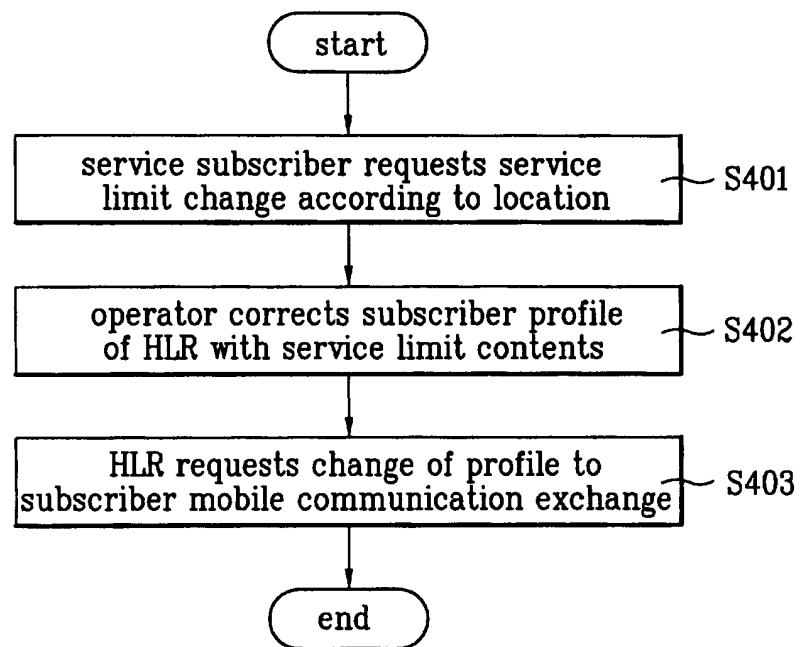 start
service subscriber requests service
limit change according to location
S401
operator corrects subscriber profile
of HLR with service limit contents
S402
HLR requests change of profile to
subscriber mobile communication exchange
S403
end